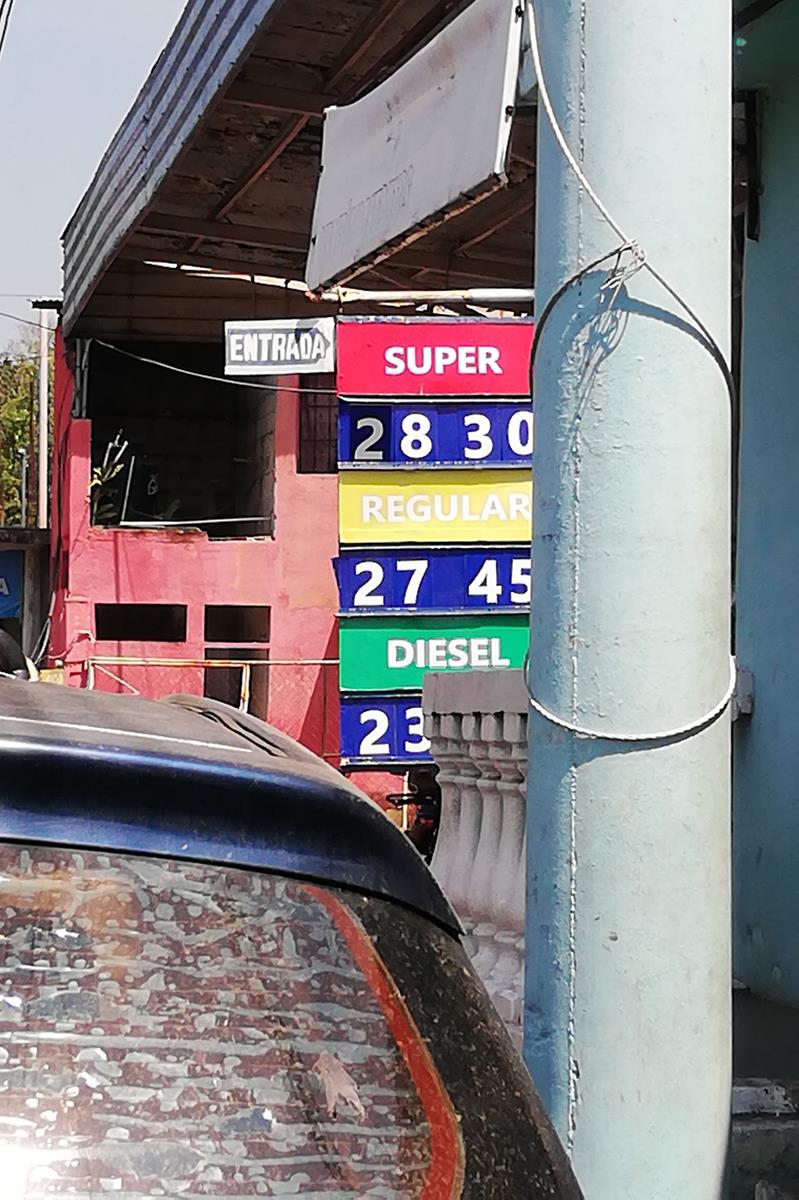 ENTRADA
SUPER
28 30
REGULAR
27 45
DIESEL
23